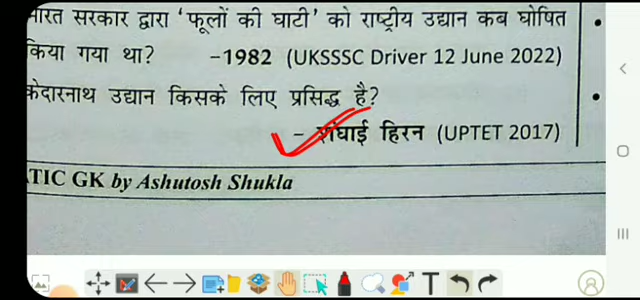 भारत सरकार द्वारा 'फूलों की घाटी' को राष्ट्रीय उद्यान कब घोषित
किया गया था? -1982 (UKSSSC Driver 12 June 2022)
केदारनाथ उद्यान किसके लिए प्रसिद्ध है?
- हिरन (UPTET 2017)
TIC GK by Ashutosh Shukla
T